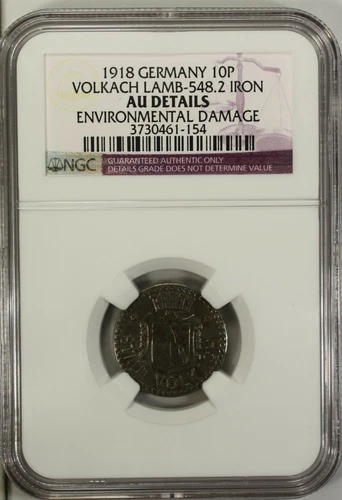 1918 GERMANY 10P
VOLKACH LAMB-548.2 IRON
AU DETAILS
ENVIRONMENTAL DAMAGE
3730461-154
NGC
GUARANTEED AUTHENTIC ONLY
DETAILS GRADE DOES NOT DETERMINE VALUE